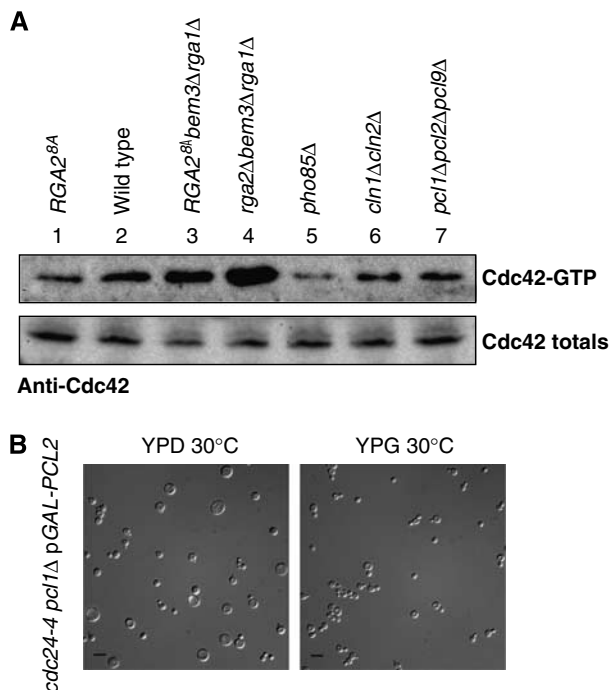 A
RGA2^8A
Wild type
RGA2^8A bem3Δrga1Δ
rga2Δbem3Δrga1Δ
pho85Δ
cln1Δcln2Δ
pcl1Δpcl2Δpcl9Δ
1 2 3 4 5 6 7
Cdc42-GTP
Cdc42 totals
Anti-Cdc42
B
YPD 30°C YPG 30°C
cdc24-4 pcl1Δ pGAL-PCL2